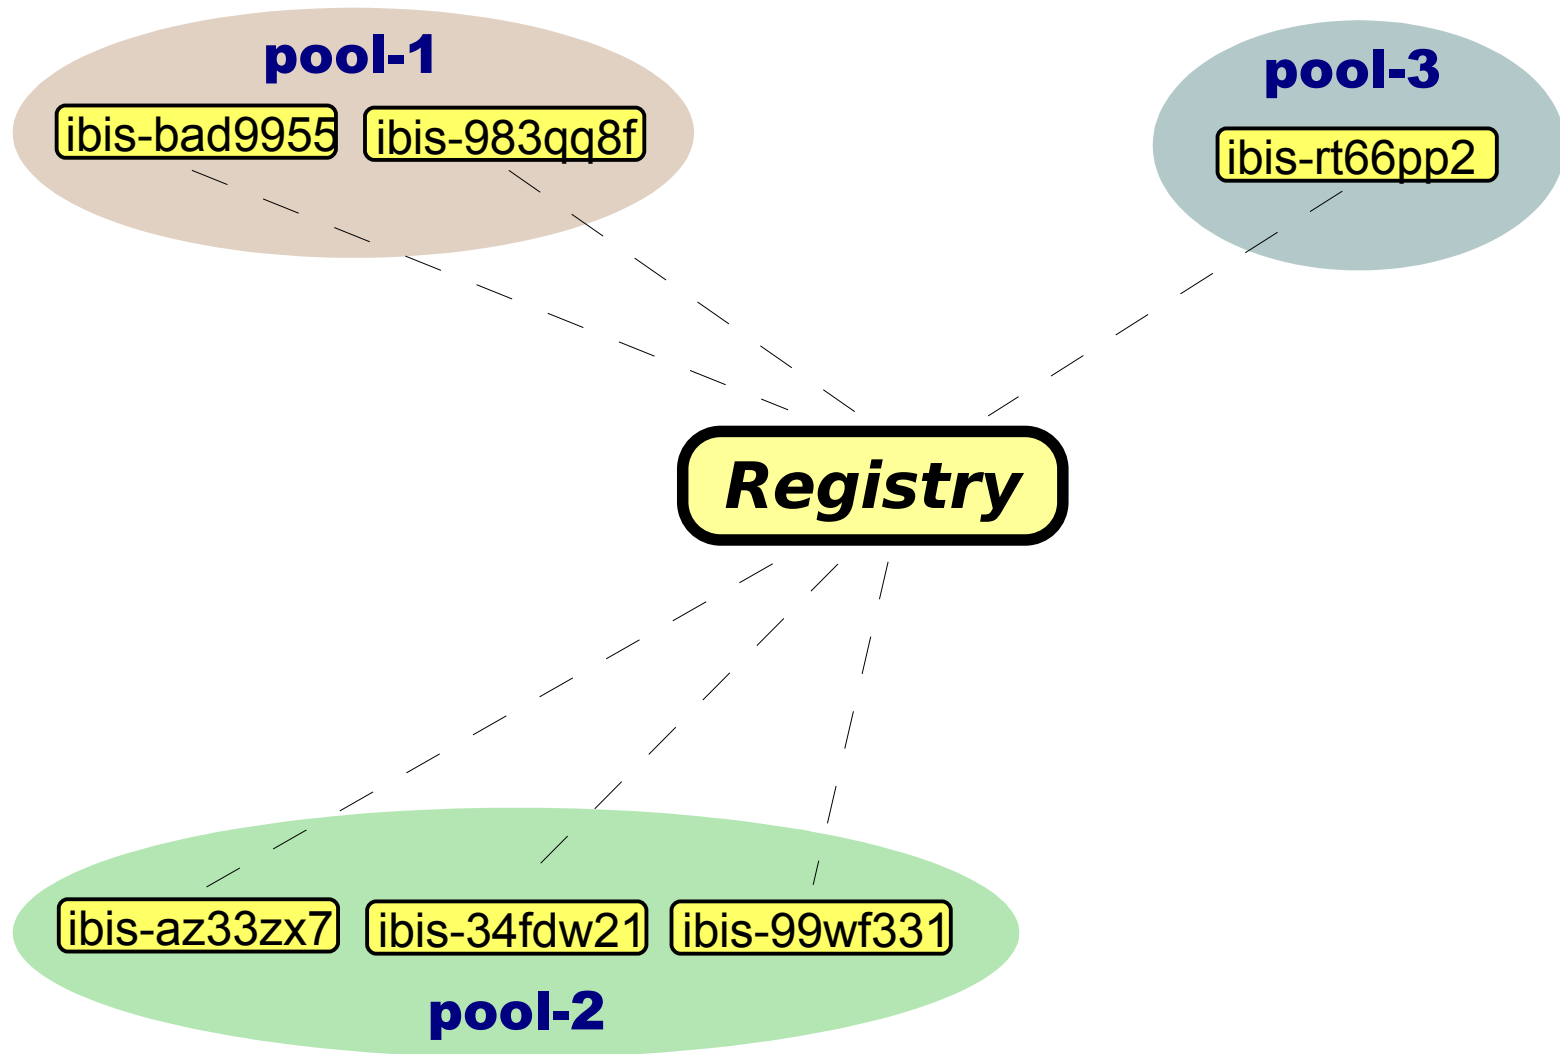 pool-1
ibis-bad9955
ibis-983qq8f
pool-3
ibis-rt66pp2
Registry
ibis-az33zx7
ibis-34fdw21
ibis-99wf331
pool-2